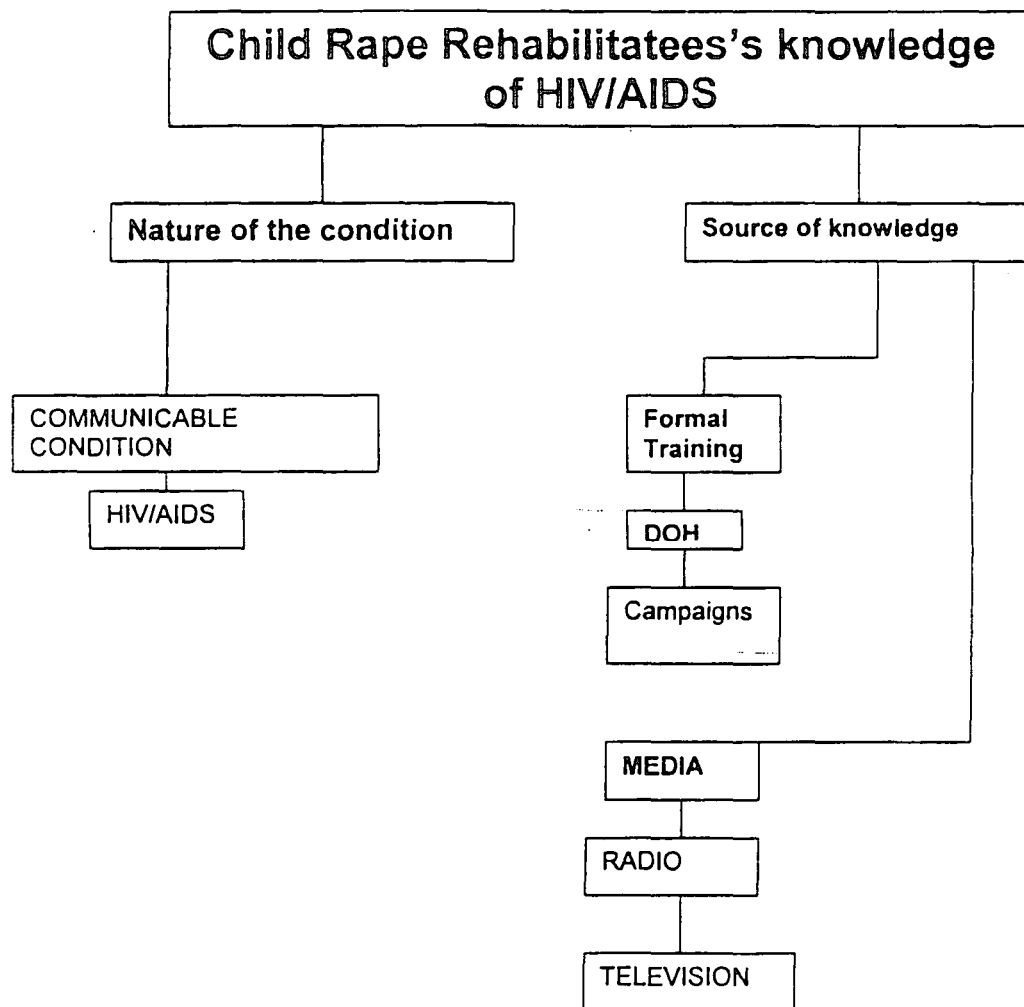 Child Rape Rehabilitatees's knowledge
of HIV/AIDS
Nature of the condition
Source of knowledge
COMMUNICABLE
CONDITION
HIV/AIDS
Formal
Training
DOH
Campaigns
MEDIA
RADIO
TELEVISION